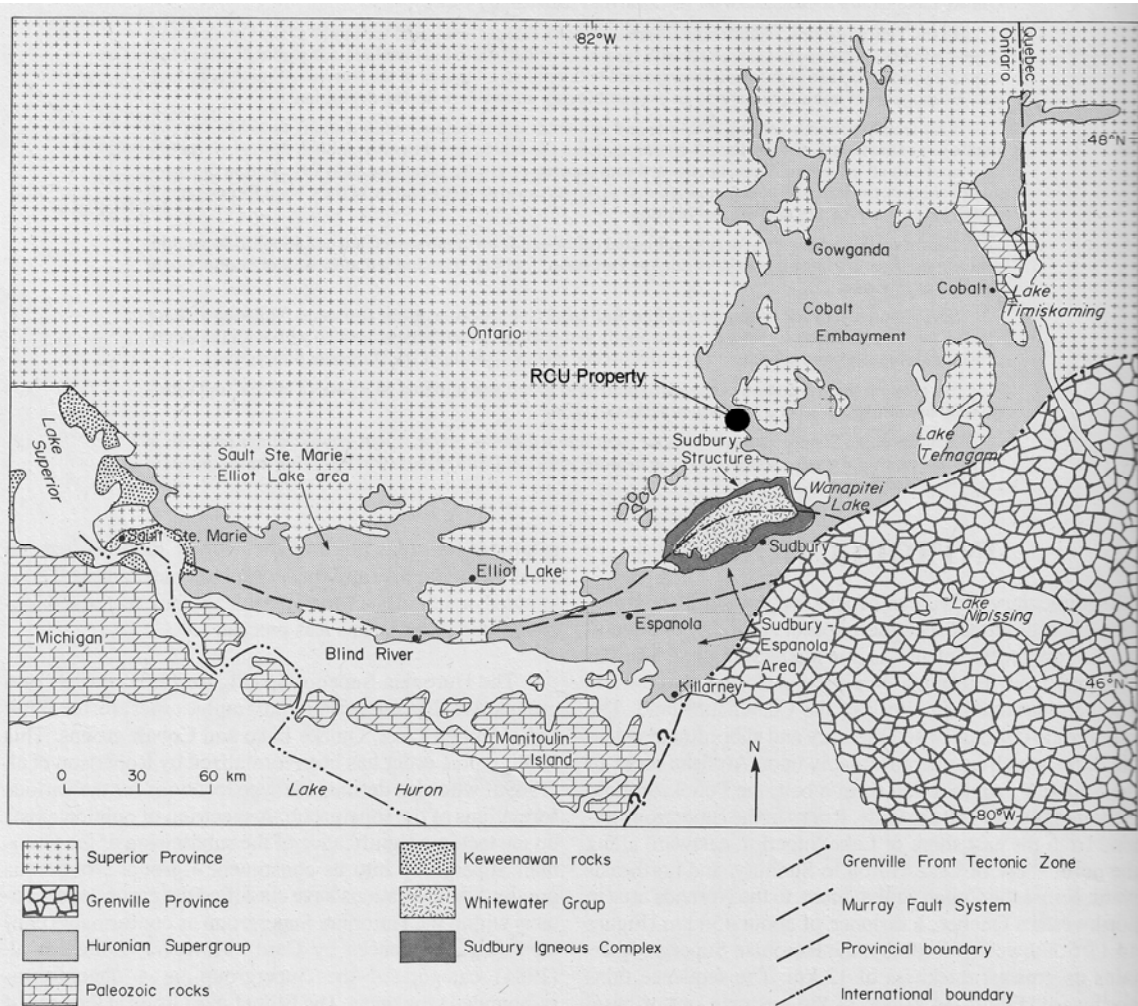 82°W
Quebec
Ontario
48°N
Gowganda
Cobalt
Lake
Timiskaming
Cobalt
Embayment
Ontario
RCU Property
Lake
Superior
Lake
Temagami
Sudbury
Structure
Sault Ste. Marie -
Elliot Lake area
Wanapitei
Lake
Sault Ste. Marie
Sudbury
Elliot Lake
Lake
Nipissing
Michigan
Espanola
Sudbury -
Espanola
Area
Blind River
Killarney
46°N
Manitoulin
Island
0 30 60 km
N
Lake Huron
?
?
80°W
Superior Province
Grenville Province
Huronian Supergroup
Paleozoic rocks
Keweenawan rocks
Whitewater Group
Sudbury Igneous Complex
Grenville Front Tectonic Zone
Murray Fault System
Provincial boundary
International boundary